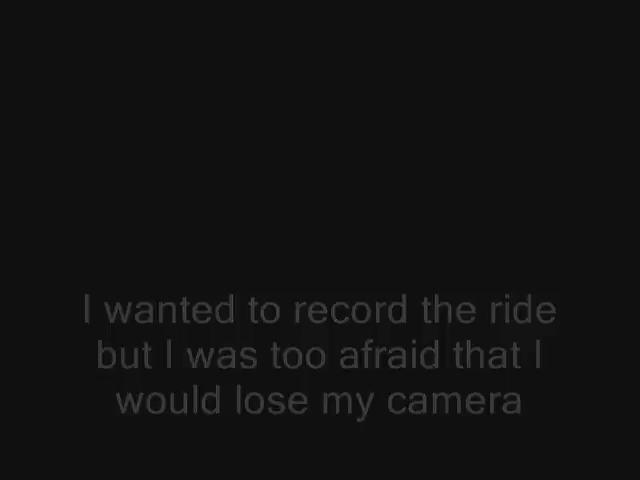 I wanted to record the ride
but I was too afraid that I
would lose my camera